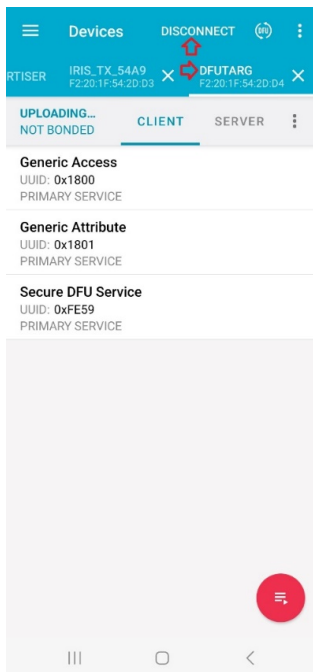 Devices DISCONNECT DFU
RTISER IRIS_TX_54A9 DFUTARG
F2:20:1F:54:2D:D3 F2:20:1F:54:2D:D4
UPLOADING...
NOT BONDED
CLIENT SERVER
Generic Access
UUID: 0x1800
PRIMARY SERVICE
Generic Attribute
UUID: 0x1801
PRIMARY SERVICE
Secure DFU Service
UUID: 0xFE59
PRIMARY SERVICE